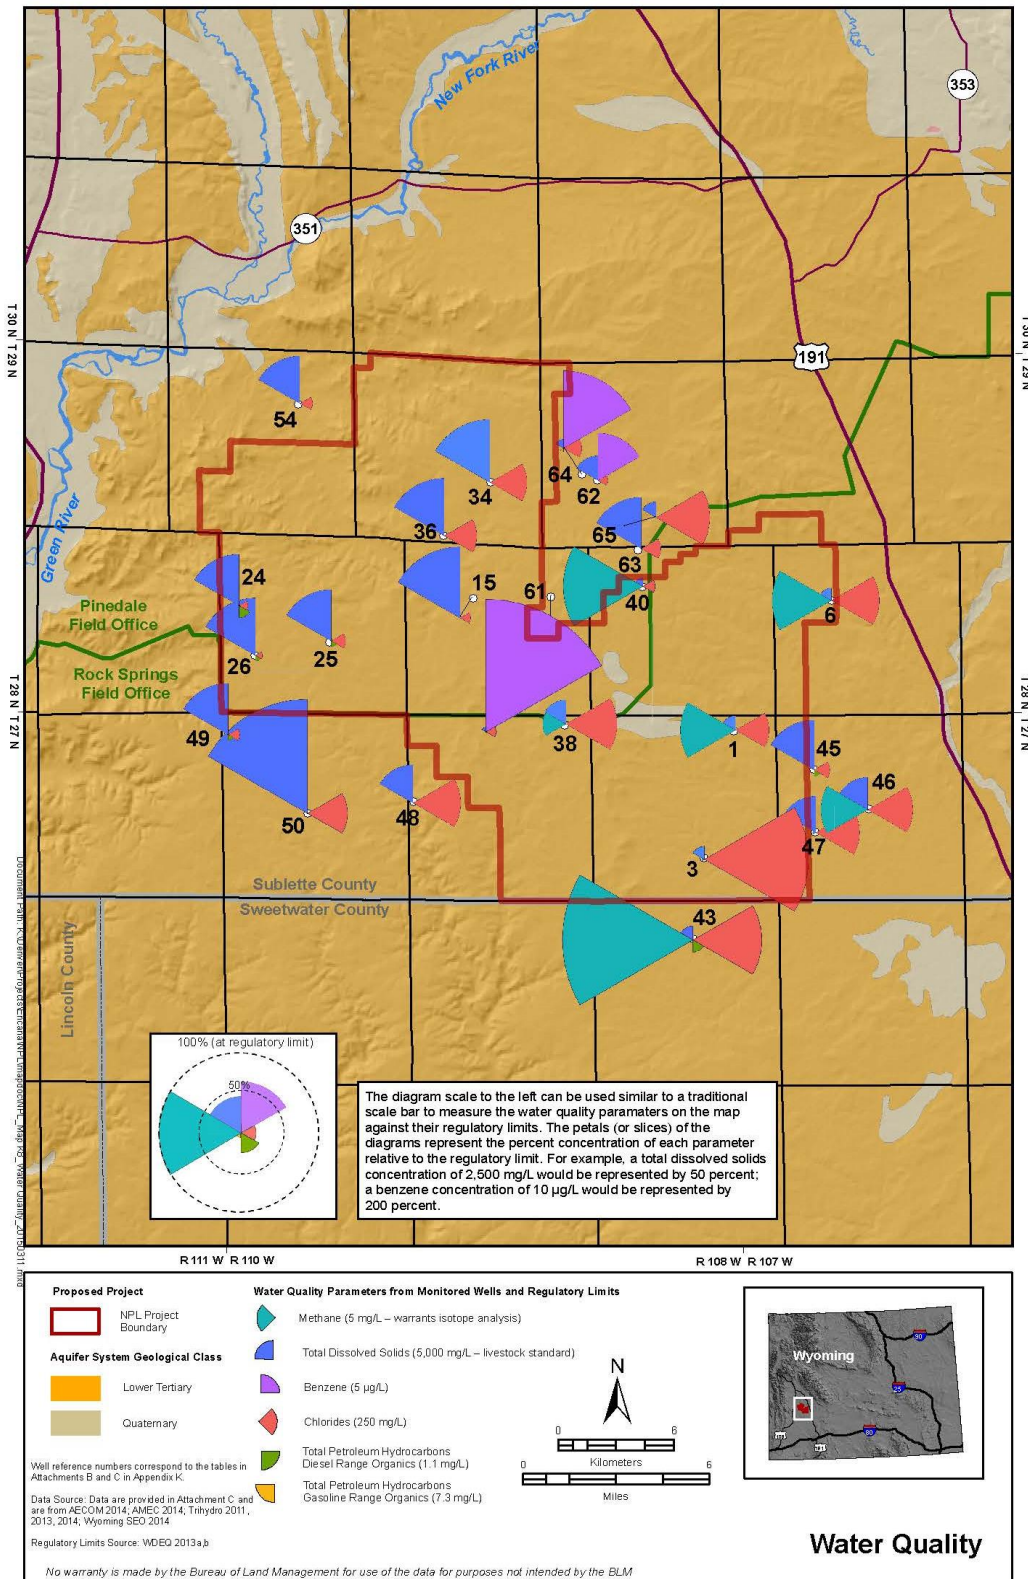 New Fork River
353
351
T 30 N T 29 N
T 30 N T 29 N
191
54
34
64
62
36
65
63
Green River
24
15
61
40
6
Pinedale
Field Office
26
25
Rock Springs
Field Office
T 28 N T 27 N
T 28 N T 27 N
49
38
1
45
46
50
48
47
3
Sublette County
Sweetwater County
43
Lincoln County
100% (at regulatory limit)
50%
The diagram scale to the left can be used similar to a traditional
scale bar to measure the water quality paramaters on the map
against their regulatory limits. The petals (or slices) of the
diagrams represent the percent concentration of each parameter
relative to the regulatory limit. For example, a total dissolved solids
concentration of 2,500 mg/L would be represented by 50 percent;
a benzene concentration of 10 µg/L would be represented by
200 percent.
R 111 W R 110 W
R 108 W R 107 W
Proposed Project
NPL Project
Boundary
Aquifer System Geological Class
Lower Tertiary
Quaternary
Well reference numbers correspond to the tables in
Attachments B and C in Appendix K.
Data Source: Data are provided in Attachment C and
are from AECOM 2014; AMEC 2014; Trihydro 2011,
2013, 2014; Wyoming SEO 2014
Regulatory Limits Source: WDEQ 2013a,b
Water Quality Parameters from Monitored Wells and Regulatory Limits
Methane (5 mg/L – warrants isotope analysis)
Total Dissolved Solids (5,000 mg/L – livestock standard)
Benzene (5 µg/L)
Chlorides (250 mg/L)
Total Petroleum Hydrocarbons
Diesel Range Organics (1.1 mg/L)
Total Petroleum Hydrocarbons
Gasoline Range Organics (7.3 mg/L)
N
0 6
Kilometers
0 6
Miles
Wyoming
90
25
80
Water Quality
No warranty is made by the Bureau of Land Management for use of the data for purposes not intended by the BLM